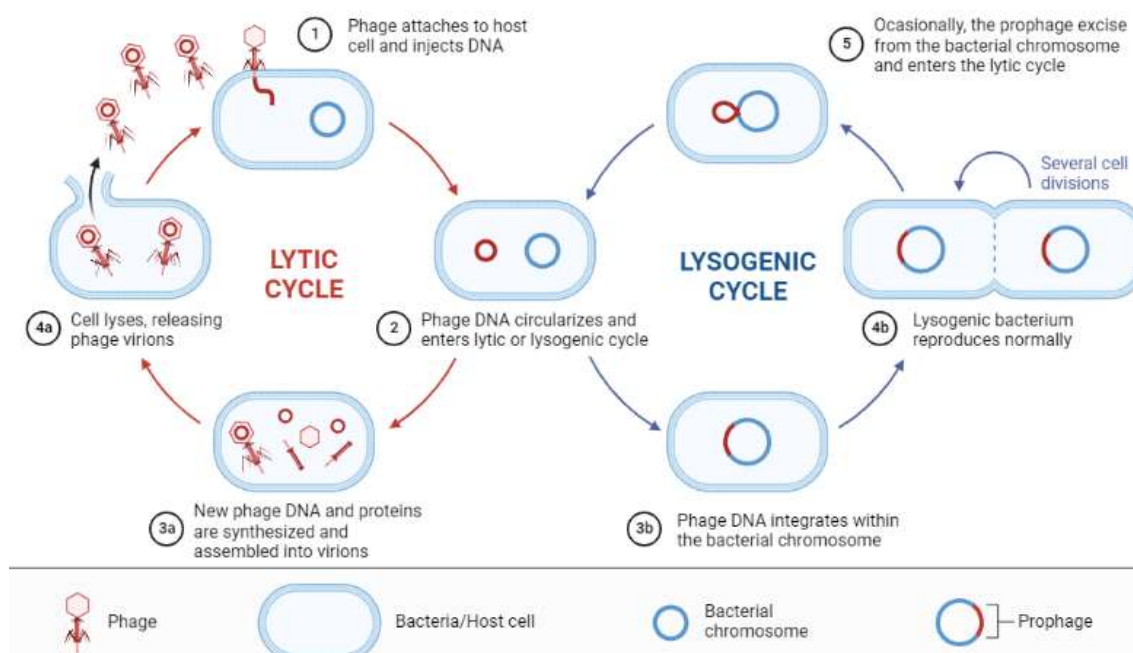 1
Phage attaches to host
cell and injects DNA
5
Ocasionally, the prophage excise
from the bacterial chromosome
and enters the lytic cycle
Several cell
divisions
LYTIC
CYCLE
LYSOGENIC
CYCLE
4a
Cell lyses, releasing
phage virions
2
Phage DNA circularizes and
enters lytic or lysogenic cycle
4b
Lysogenic bacterium
reproduces normally
3a
New phage DNA and proteins
are synthesized and
assembled into virions
3b
Phage DNA integrates within
the bacterial chromosome
Phage
Bacteria/Host cell
Bacterial
chromosome
Prophage